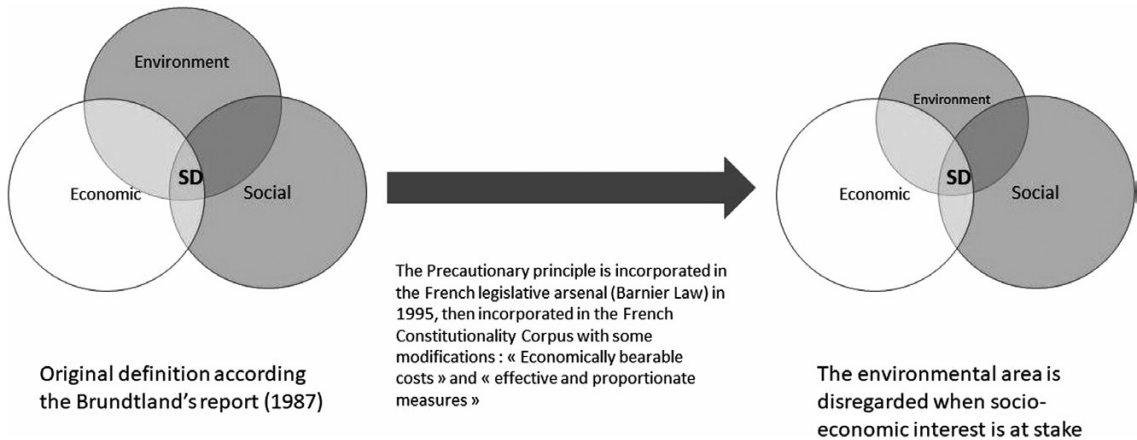 Environment
Economic
SD
Social
Original definition according
the Brundtland's report (1987)
The Precautionary principle is incorporated in
the French legislative arsenal (Barnier Law) in
1995, then incorporated in the French
Constitutionality Corpus with some
modifications : « Economically bearable
costs » and « effective and proportionate
measures »
Environment
Economic
SD
Social
The environmental area is
disregarded when socio-
economic interest is at stake